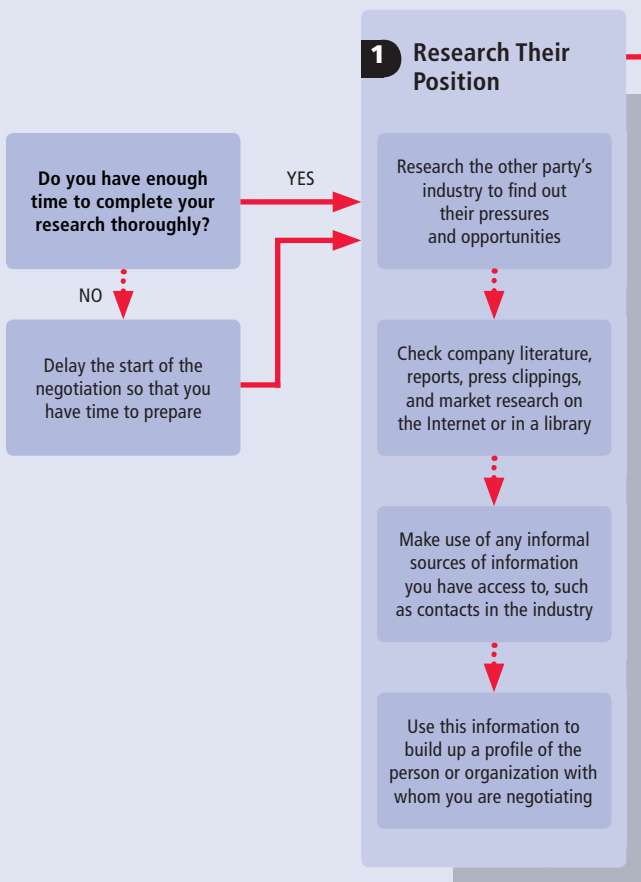 Do you have enough
time to complete your
research thoroughly?
YES
NO
Delay the start of the
negotiation so that you
have time to prepare
1 Research Their
Position
Research the other party's
industry to find out
their pressures
and opportunities
Check company literature,
reports, press clippings,
and market research on
the Internet or in a library
Make use of any informal
sources of information
you have access to, such
as contacts in the industry
Use this information to
build up a profile of the
person or organization with
whom you are negotiating